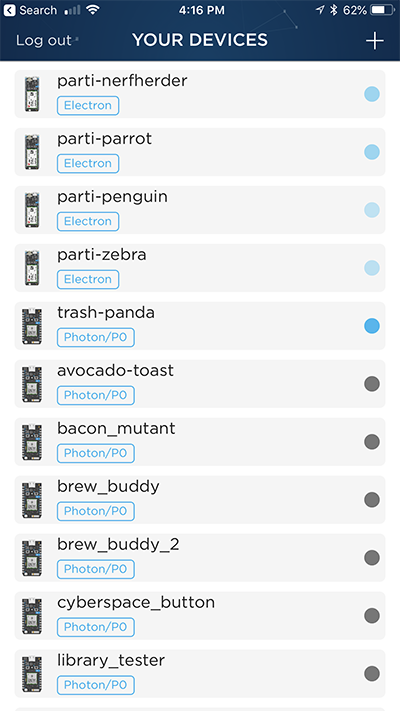 Search 4:16 PM 62%
Log out YOUR DEVICES +
parti-nerfherder
Electron
parti-parrot
Electron
parti-penguin
Electron
parti-zebra
Electron
trash-panda
Photon/P0
avocado-toast
Photon/P0
bacon_mutant
Photon/P0
brew_buddy
Photon/P0
brew_buddy_2
Photon/P0
cyberspace_button
Photon/P0
library_tester
Photon/P0